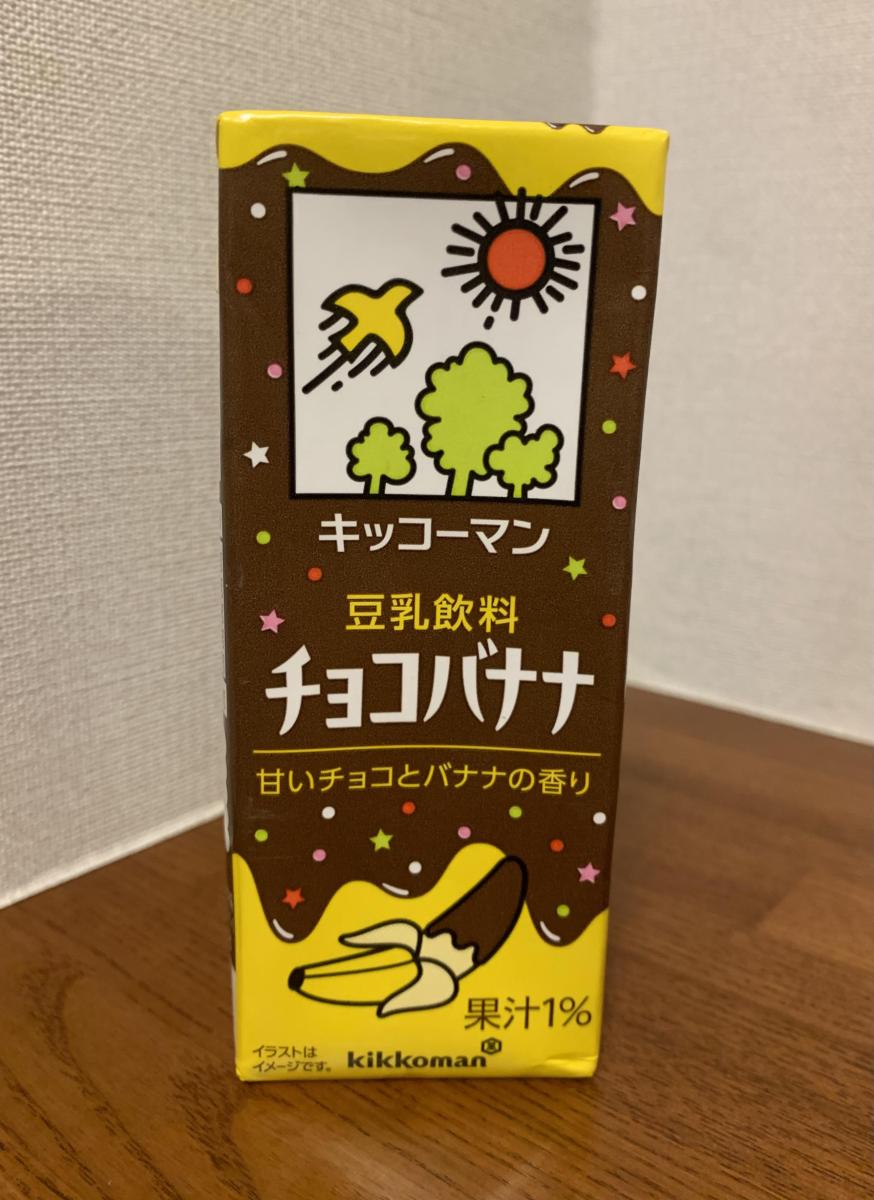 キッコーマン
豆乳飲料
チョコバナナ
甘いチョコとバナナの香り
果汁1%
イラストは
イメージです。
kikkoman